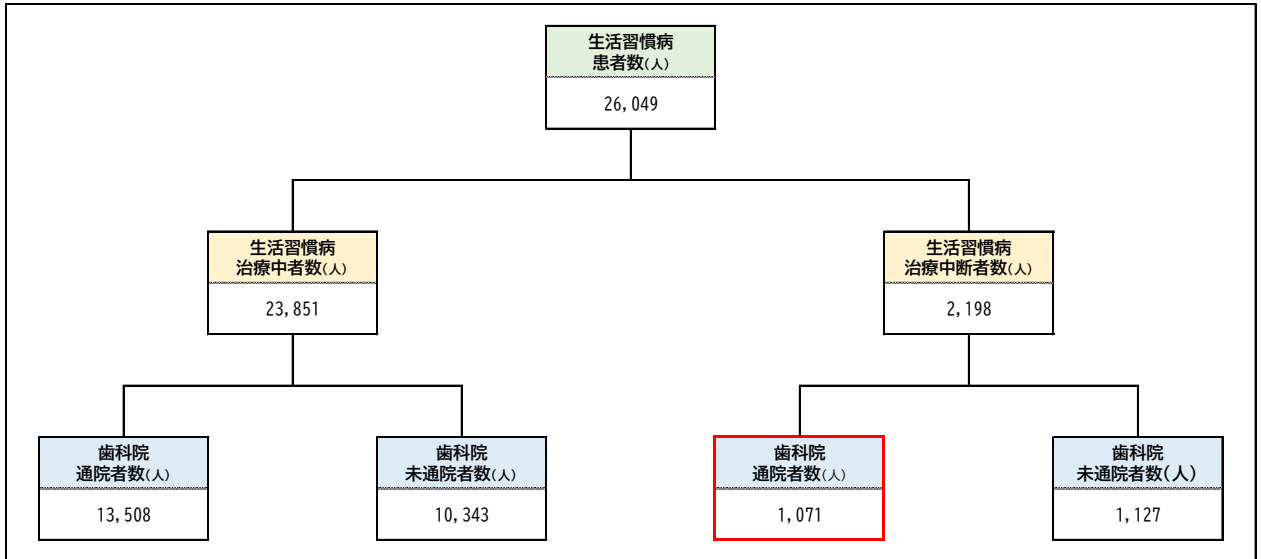 生活習慣病
患者数(人)
26,049
生活習慣病
治療中者数(人)
23,851
生活習慣病
治療中断者数(人)
2,198
歯科院
通院者数(人)
13,508
歯科院
未通院者数(人)
10,343
歯科院
通院者数(人)
1,071
歯科院
未通院者数(人)
1,127